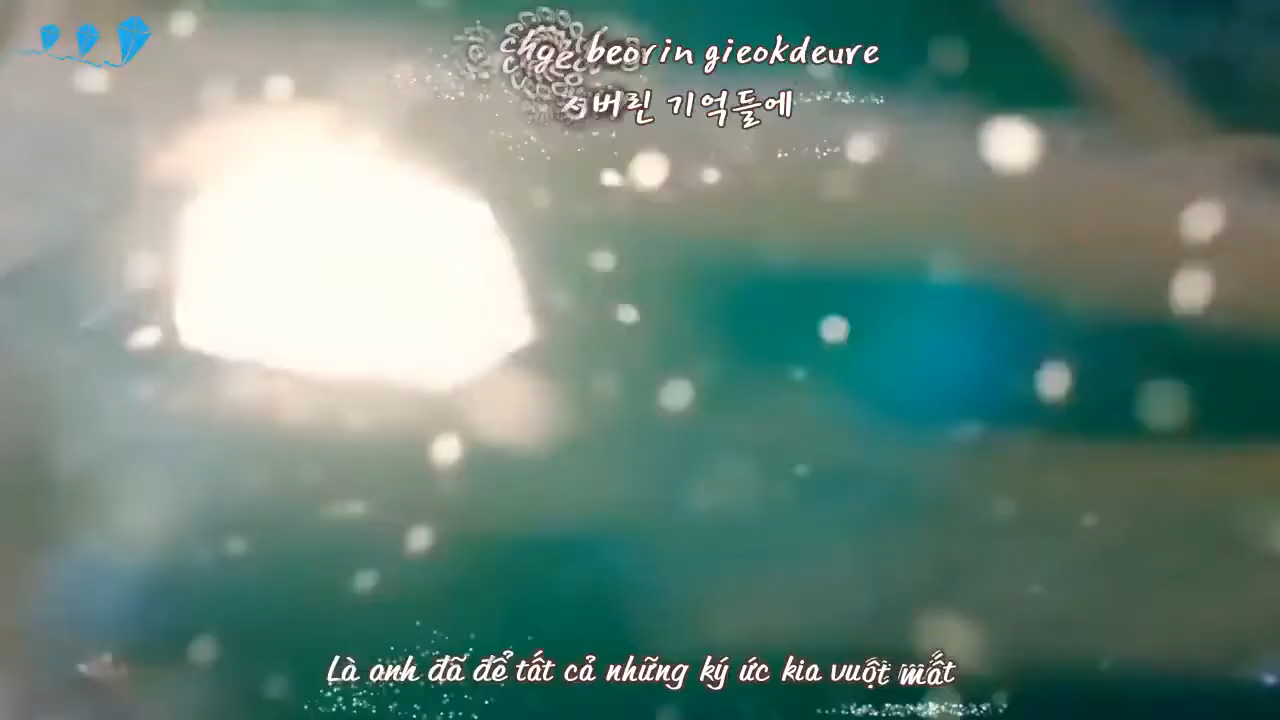 beorin gieokdeure
버린 기억들에
Là anh đã để tất cả những ký ức kia vuột mất